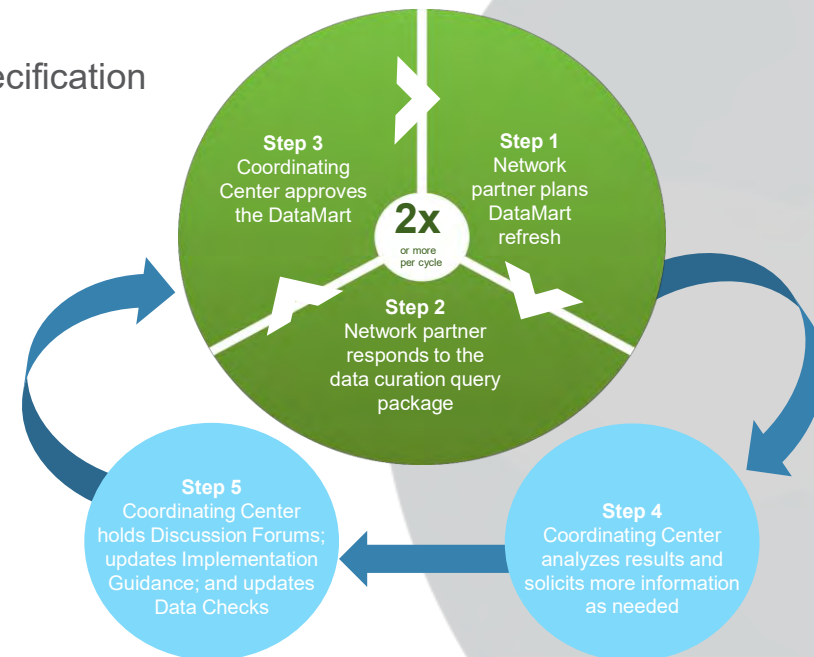 ecification
Step 3
Coordinating
Center approves
the DataMart
Step 1
Network
partner plans
DataMart
refresh
2x
or more
per cycle
Step 2
Network partner
responds to the
data curation query
package
Step 5
Coordinating Center
holds Discussion Forums;
updates Implementation
Guidance; and updates
Data Checks
Step 4
Coordinating Center
analyzes results and
solicits more information
as needed